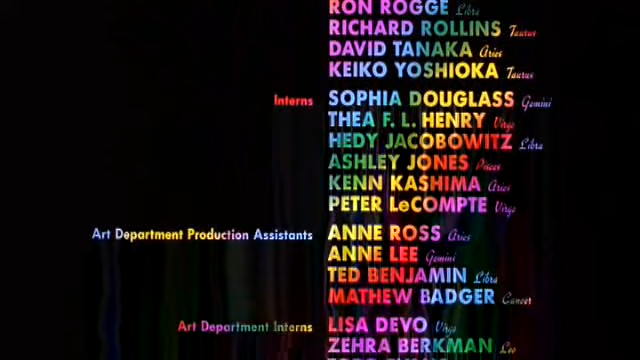 RON ROGGE Libra
RICHARD ROLLINS Taurus
DAVID TANAKA Aries
KEIKO YOSHIOKA Taurus
Interns SOPHIA DOUGLASS Gemini
THEA F. L. HENRY Virgo
HEDY JACOBOWITZ Libra
ASHLEY JONES Pisces
KENN KASHIMA Aries
PETER LeCOMPTE Virgo
Art Department Production Assistants ANNE ROSS Aries
ANNE LEE Gemini
TED BENJAMIN Libra
MATHEW BADGER Cancer
Art Department Interns LISA DEVO Virgo
ZEHRA BERKMAN Leo